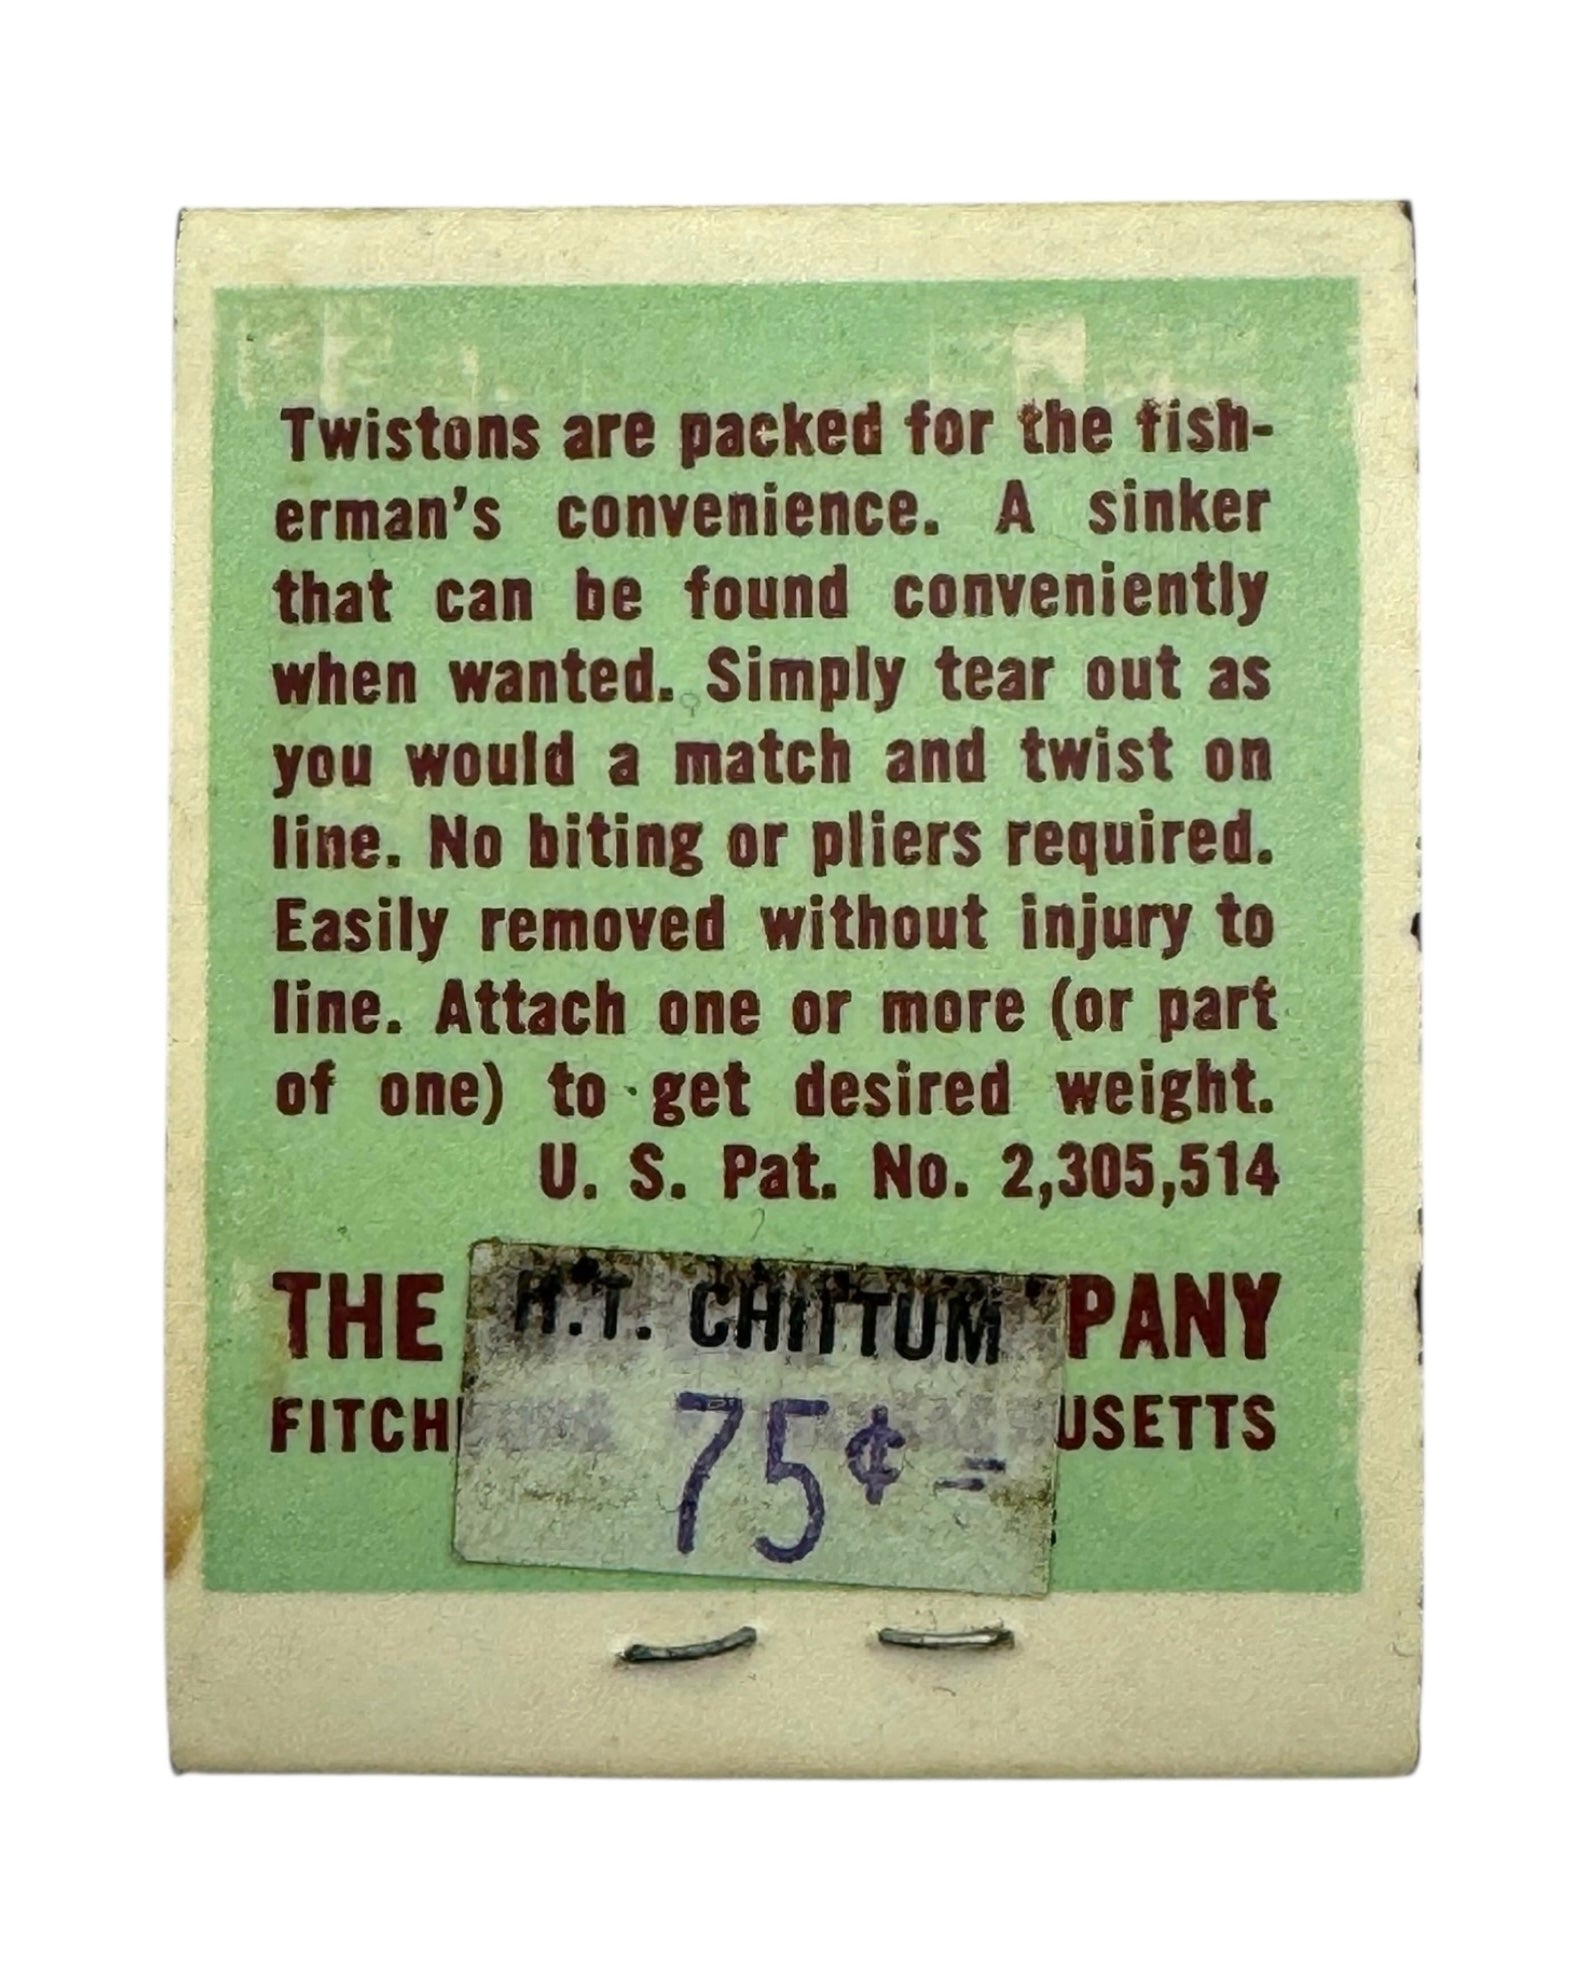 Twistons are packed for the fish-
erman's convenience. A sinker
that can be found conveniently
when wanted. Simply tear out as
you would a match and twist on
line. No biting or pliers required.
Easily removed without injury to
line. Attach one or more (or part
of one) to get desired weight.
U. S. Pat. No. 2,305,514
THE PANY
H.T. CHITTUM
FITCH USETTS
75¢